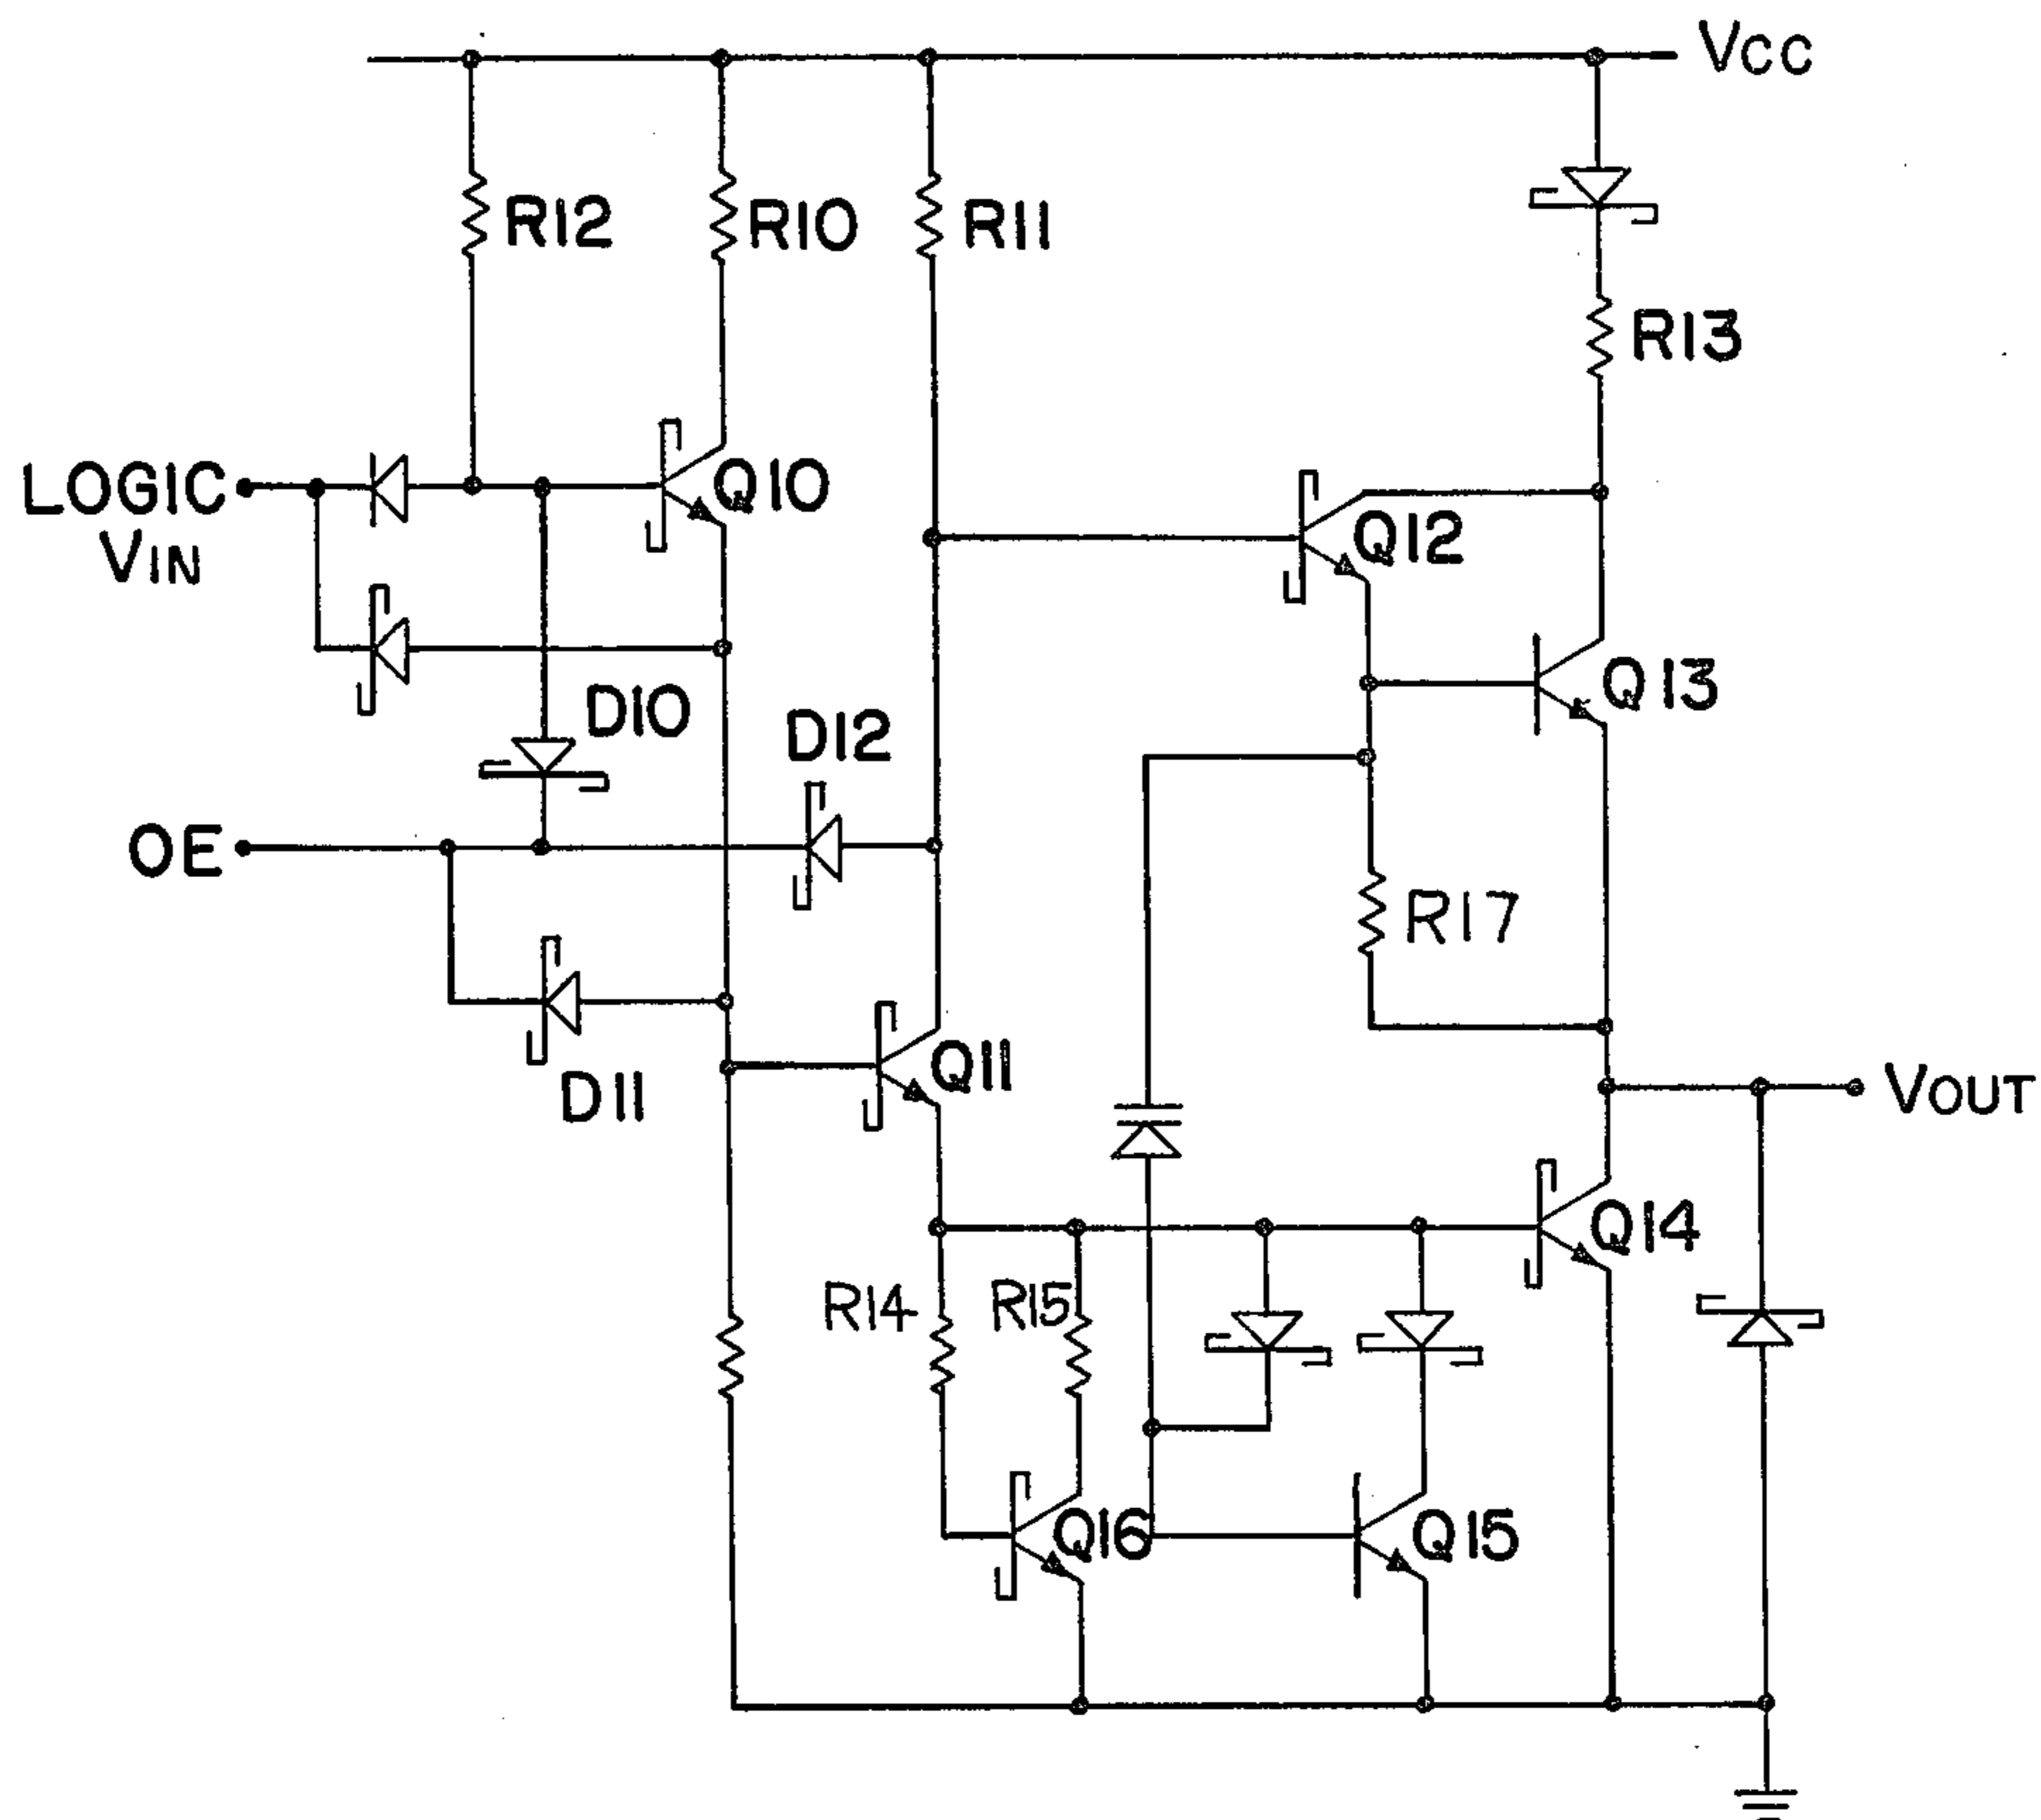 VCC
R12
R10
R11
R13
LOGIC
VIN
Q10
Q12
Q13
D10
D12
OE
R17
Q11
D11
VOUT
Q14
R14
R15
Q16
Q15